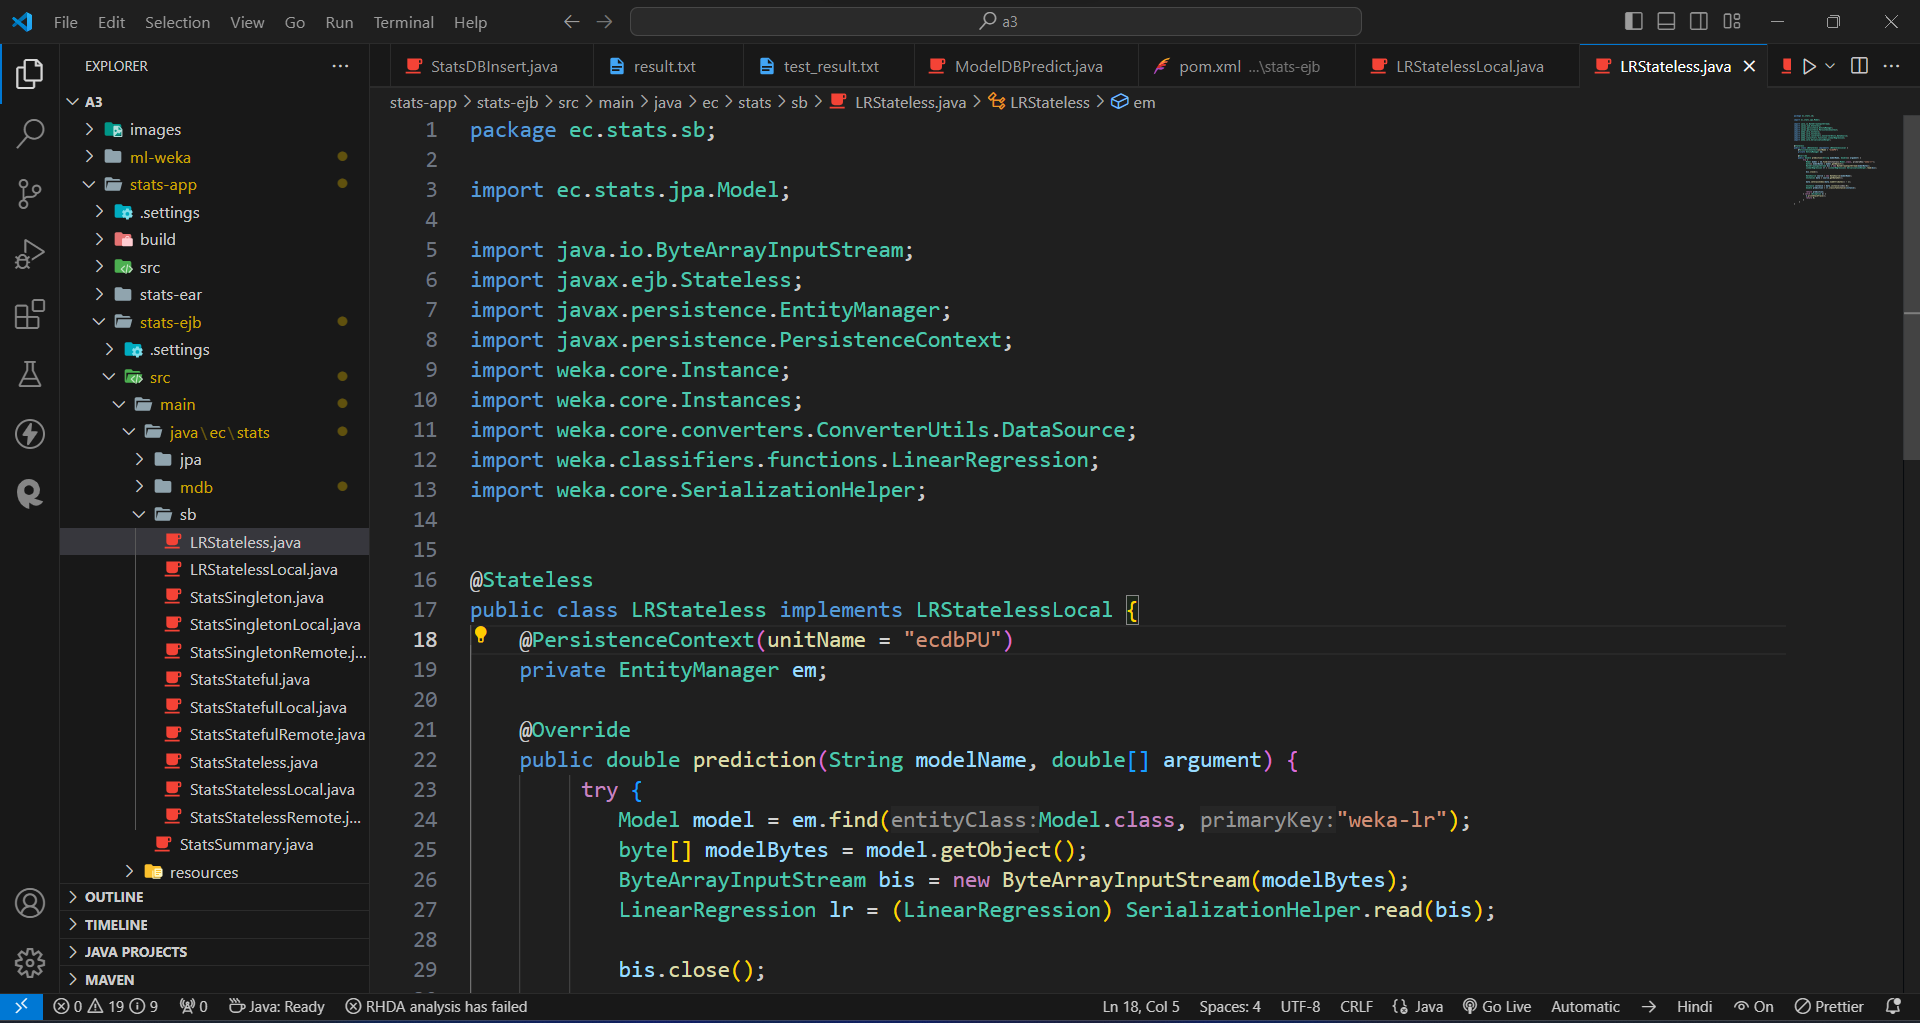 File Edit Selection View Go Run Terminal Help
a3
EXPLORER
StatsDBInsert.java
result.txt
test_result.txt
ModelDBPredict.java
pom.xml ...\stats-ejb
LRStatelessLocal.java
LRStateless.java
stats-app > stats-ejb > src > main > java > ec > stats > sb > LRStateless.java > LRStateless > em
A3
images
ml-weka
stats-app
.settings
build
src
stats-ear
stats-ejb
.settings
src
main
java\ec\stats
jpa
mdb
sb
LRStateless.java
LRStatelessLocal.java
StatsSingleton.java
StatsSingletonLocal.java
StatsSingletonRemote.j...
StatsStateful.java
StatsStatefulLocal.java
StatsStatefulRemote.java
StatsStateless.java
StatsStatelessLocal.java
StatsStatelessRemote.j...
StatsSummary.java
resources
OUTLINE
TIMELINE
JAVA PROJECTS
MAVEN
1 package ec.stats.sb;
2
3 import ec.stats.jpa.Model;
4
5 import java.io.ByteArrayInputStream;
6 import javax.ejb.Stateless;
7 import javax.persistence.EntityManager;
8 import javax.persistence.PersistenceContext;
9 import weka.core.Instance;
10 import weka.core.Instances;
11 import weka.core.converters.ConverterUtils.DataSource;
12 import weka.classifiers.functions.LinearRegression;
13 import weka.core.SerializationHelper;
14
15
16 @Stateless
17 public class LRStateless implements LRStatelessLocal {
18 @PersistenceContext(unitName = "ecdbPU")
19 private EntityManager em;
20
21 @Override
22 public double prediction(String modelName, double[] argument) {
23 try {
24 Model model = em.find(entityClass:Model.class, primaryKey:"weka-lr");
25 byte[] modelBytes = model.getObject();
26 ByteArrayInputStream bis = new ByteArrayInputStream(modelBytes);
27 LinearRegression lr = (LinearRegression) SerializationHelper.read(bis);
28
29 bis.close();
0 19 9 0 Java: Ready RHDA analysis has failed
Ln 18, Col 5 Spaces: 4 UTF-8 CRLF Java Go Live Automatic Hindi On Prettier